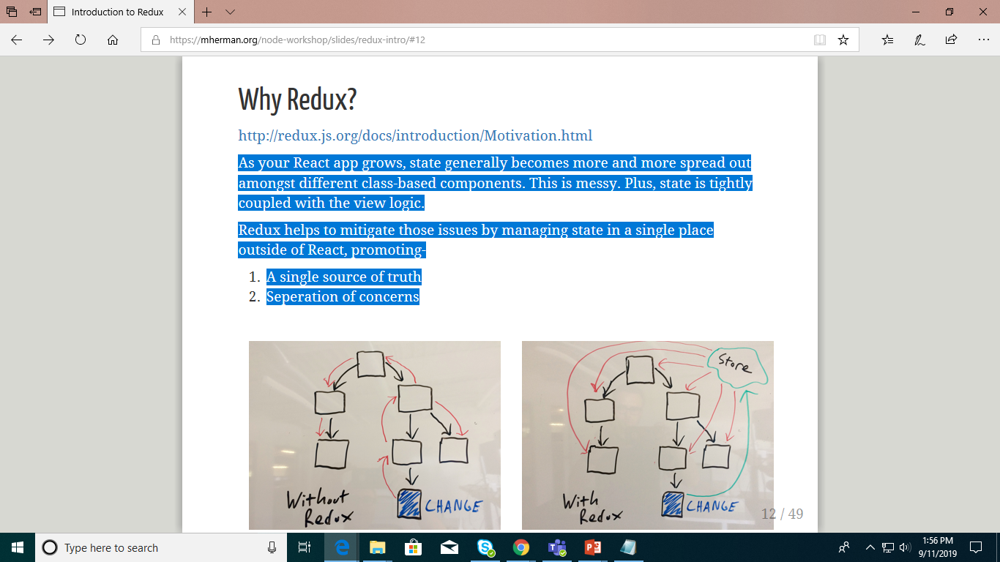 Introduction to Redux
https://mherman.org/node-workshop/slides/redux-intro/#12
Why Redux?
http://redux.js.org/docs/introduction/Motivation.html
As your React app grows, state generally becomes more and more spread out
amongst different class-based components. This is messy. Plus, state is tightly
coupled with the view logic.
Redux helps to mitigate those issues by managing state in a single place
outside of React, promoting-
1. A single source of truth
2. Seperation of concerns
Without
Redux
CHANGE
Store
With
Redux
CHANGE
12 / 49
Type here to search
1:56 PM
9/11/2019